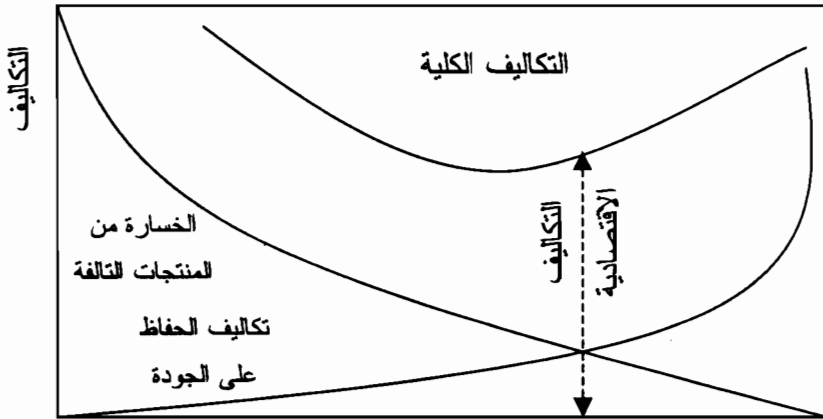 التكاليف
التكاليف الكلية
الخسارة من
المنتجات التالفة
تكاليف الحفاظ
على الجودة
التكاليف
الاقتصادية